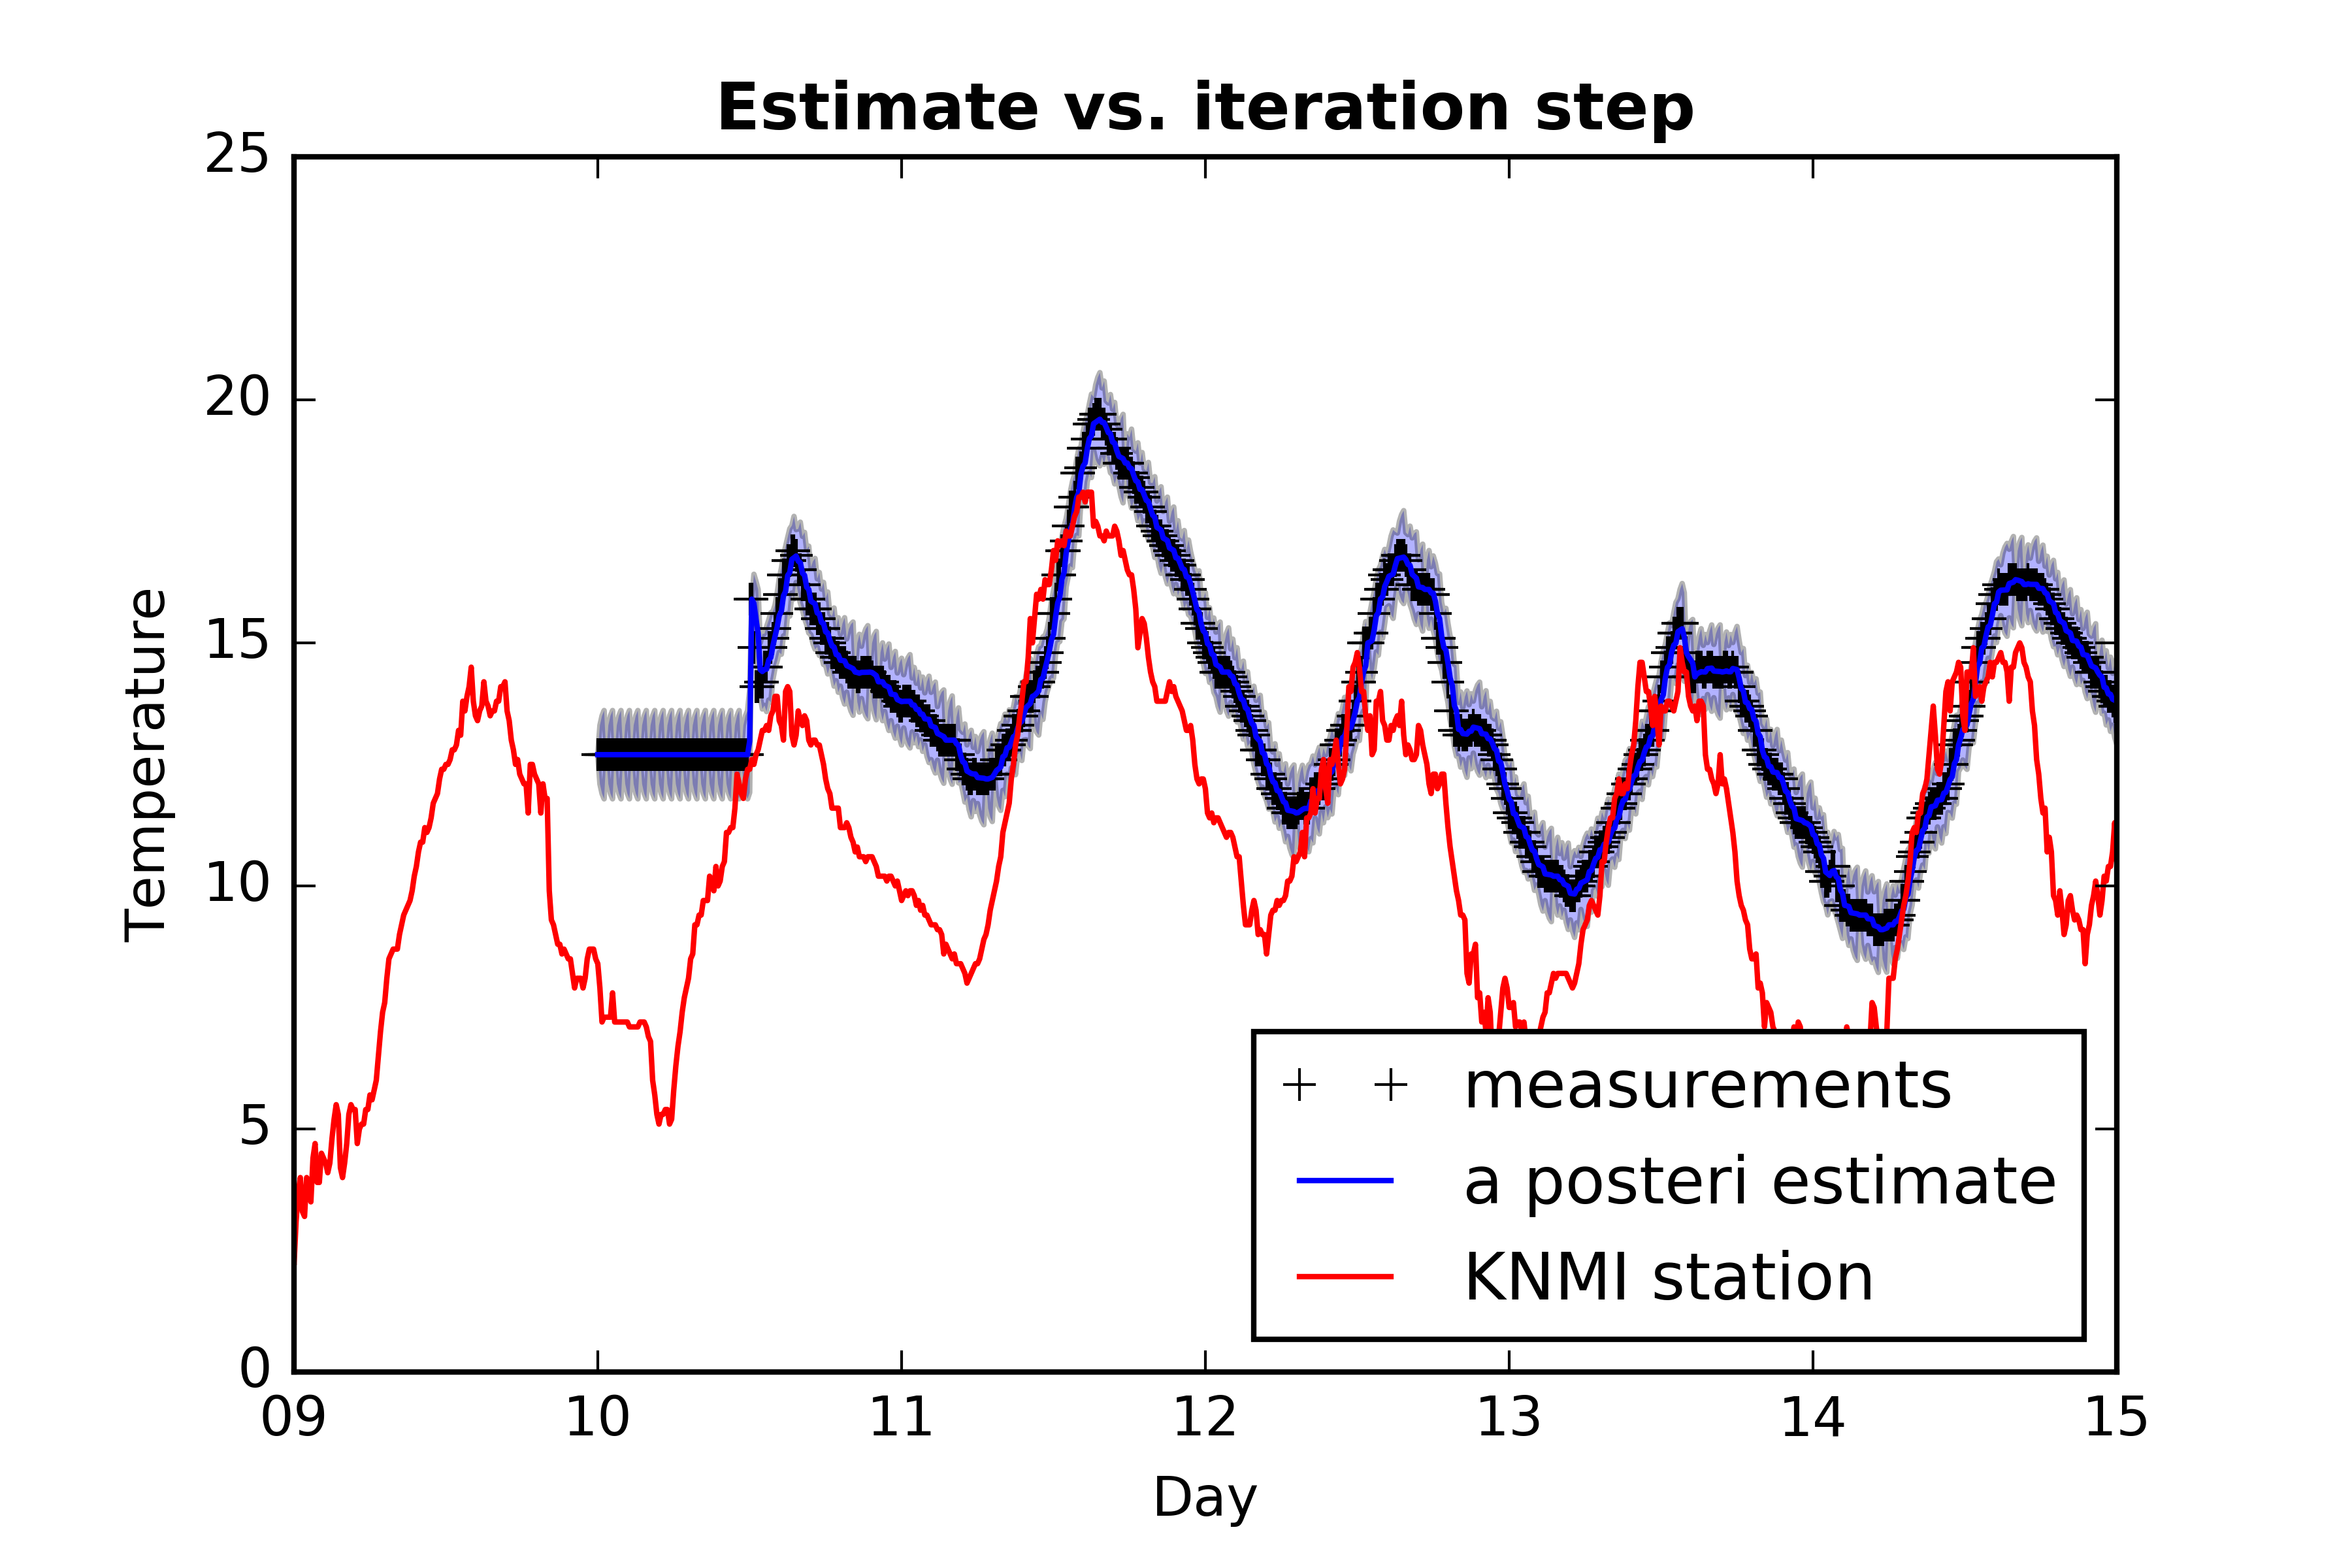 Estimate vs. iteration step
25
20
15
10
5
0
Temperature
09 10 11 12 13 14 15
Day
measurements
a posteri estimate
KNMI station